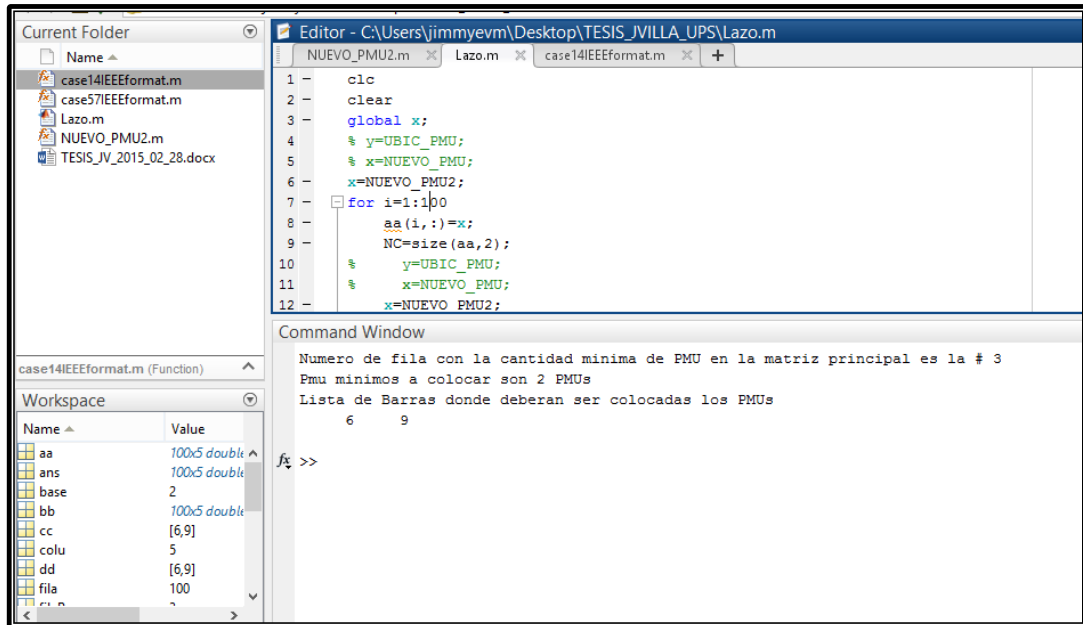 Current Folder
Name
case14IEEEformat.m
case57IEEEformat.m
Lazo.m
NUEVO_PMU2.m
TESIS_JV_2015_02_28.docx
case14IEEEformat.m (Function)
Workspace
Name Value
aa 100x5 double
ans 100x5 double
base 2
bb 100x5 double
cc [6,9]
colu 5
dd [6,9]
fila 100
Editor - C:\Users\jimmyevm\Desktop\TESIS_JVILLA_UPS\Lazo.m
NUEVO_PMU2.m Lazo.m case14IEEEformat.m +
1 - clc
2 - clear
3 - global x;
4 % y=UBIC_PMU;
5 % x=NUEVO_PMU;
6 - x=NUEVO_PMU2;
7 - for i=1:100
8 - aa(i,:)=x;
9 - NC=size(aa,2);
10 % y=UBIC_PMU;
11 % x=NUEVO_PMU;
12 - x=NUEVO_PMU2;
Command Window
Numero de fila con la cantidad minima de PMU en la matriz principal es la # 3
Pmu minimos a colocar son 2 PMUs
Lista de Barras donde deberan ser colocadas los PMUs
6 9
fx >>